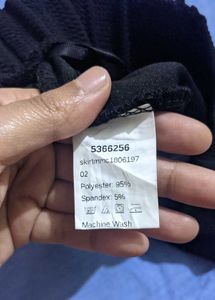 5366256
skirtmmc1806197
02
Polyester: 95%
Spandex: 5%
Machine Wash